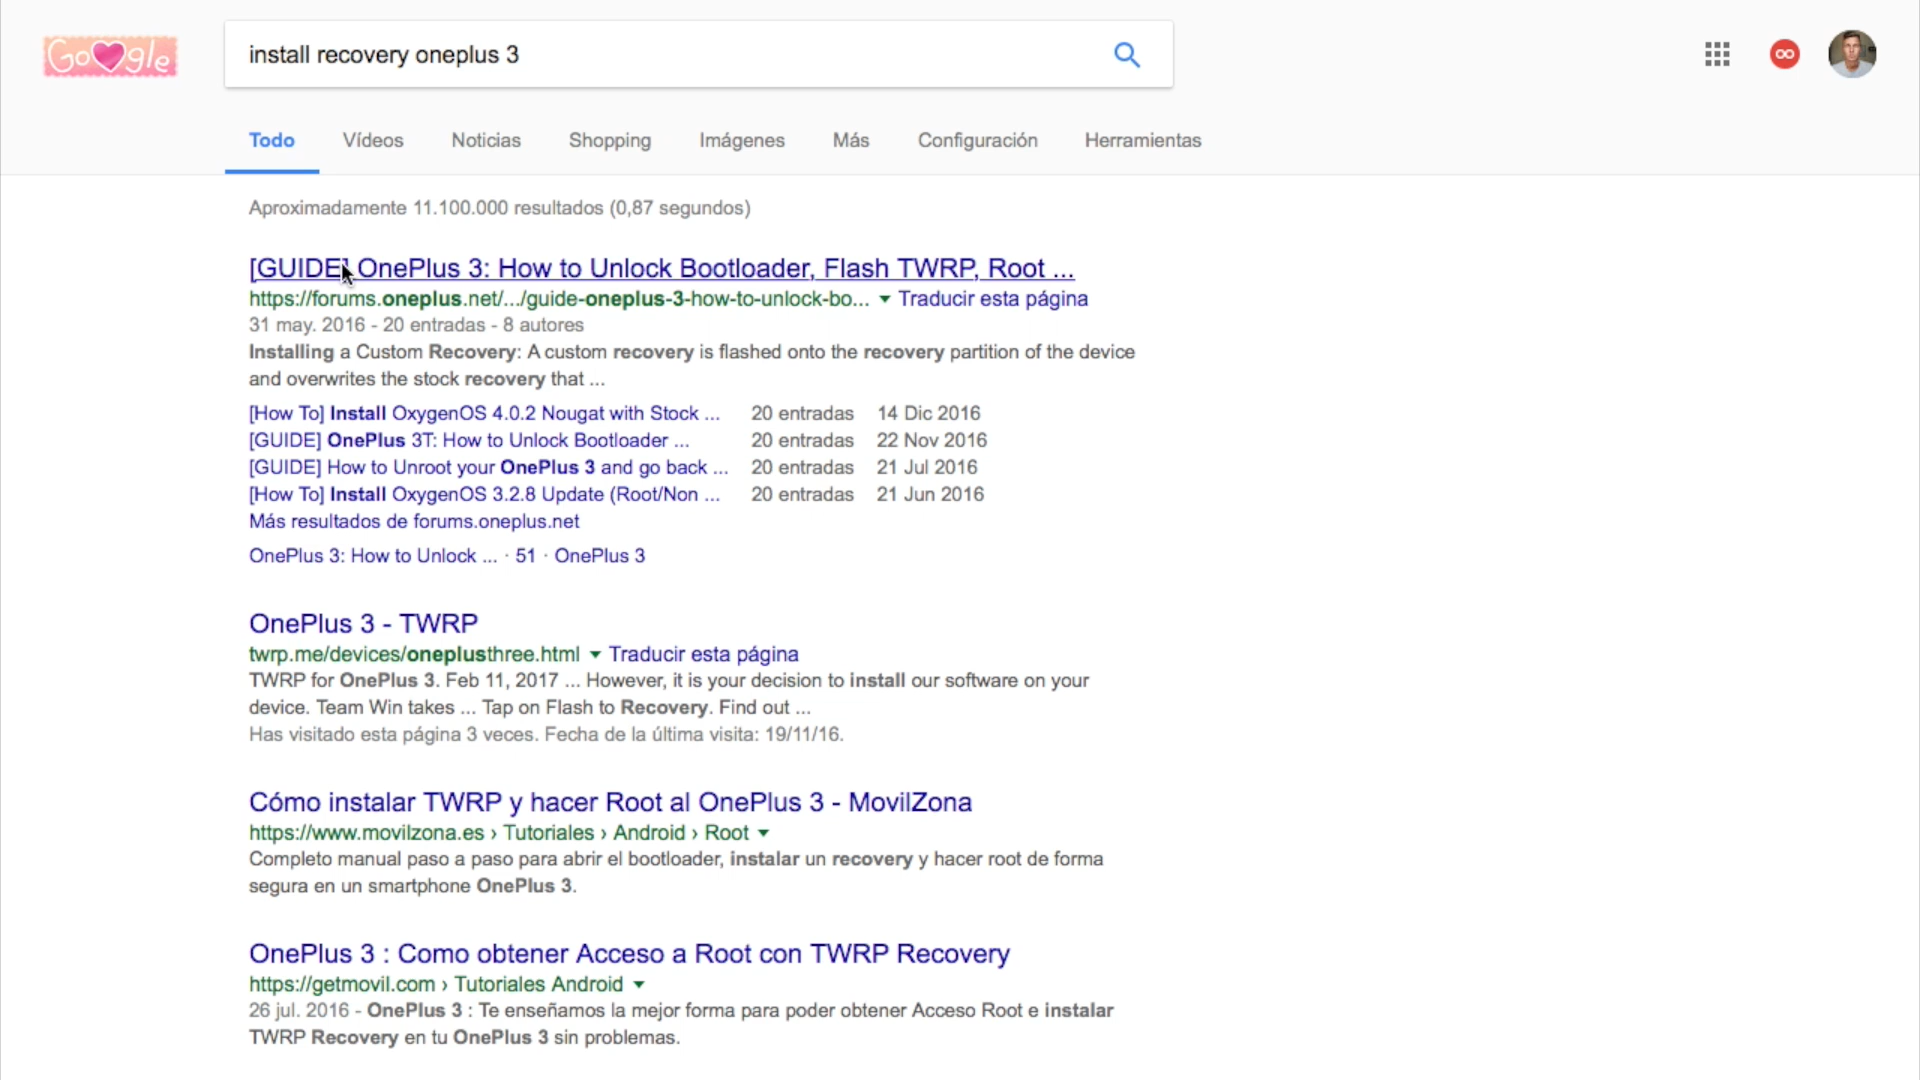 Google
install recovery oneplus 3
Todo Vídeos Noticias Shopping Imágenes Más Configuración Herramientas
Aproximadamente 11.100.000 resultados (0,87 segundos)
[GUIDE] OnePlus 3: How to Unlock Bootloader, Flash TWRP, Root ...
https://forums.oneplus.net/.../guide-oneplus-3-how-to-unlock-bo... Traducir esta página
31 may. 2016 - 20 entradas - 8 autores
Installing a Custom Recovery: A custom recovery is flashed onto the recovery partition of the device
and overwrites the stock recovery that ...
[How To] Install OxygenOS 4.0.2 Nougat with Stock ... 20 entradas 14 Dic 2016
[GUIDE] OnePlus 3T: How to Unlock Bootloader ... 20 entradas 22 Nov 2016
[GUIDE] How to Unroot your OnePlus 3 and go back ... 20 entradas 21 Jul 2016
[How To] Install OxygenOS 3.2.8 Update (Root/Non ... 20 entradas 21 Jun 2016
Más resultados de forums.oneplus.net
OnePlus 3: How to Unlock ... · 51 · OnePlus 3
OnePlus 3 - TWRP
twrp.me/devices/oneplusthree.html Traducir esta página
TWRP for OnePlus 3. Feb 11, 2017 ... However, it is your decision to install our software on your
device. Team Win takes ... Tap on Flash to Recovery. Find out ...
Has visitado esta página 3 veces. Fecha de la última visita: 19/11/16.
Cómo instalar TWRP y hacer Root al OnePlus 3 - MovilZona
https://www.movilzona.es › Tutoriales › Android › Root
Completo manual paso a paso para abrir el bootloader, instalar un recovery y hacer root de forma
segura en un smartphone OnePlus 3.
OnePlus 3 : Como obtener Acceso a Root con TWRP Recovery
https://getmovil.com › Tutoriales Android
26 jul. 2016 - OnePlus 3 : Te enseñamos la mejor forma para poder obtener Acceso Root e instalar
TWRP Recovery en tu OnePlus 3 sin problemas.